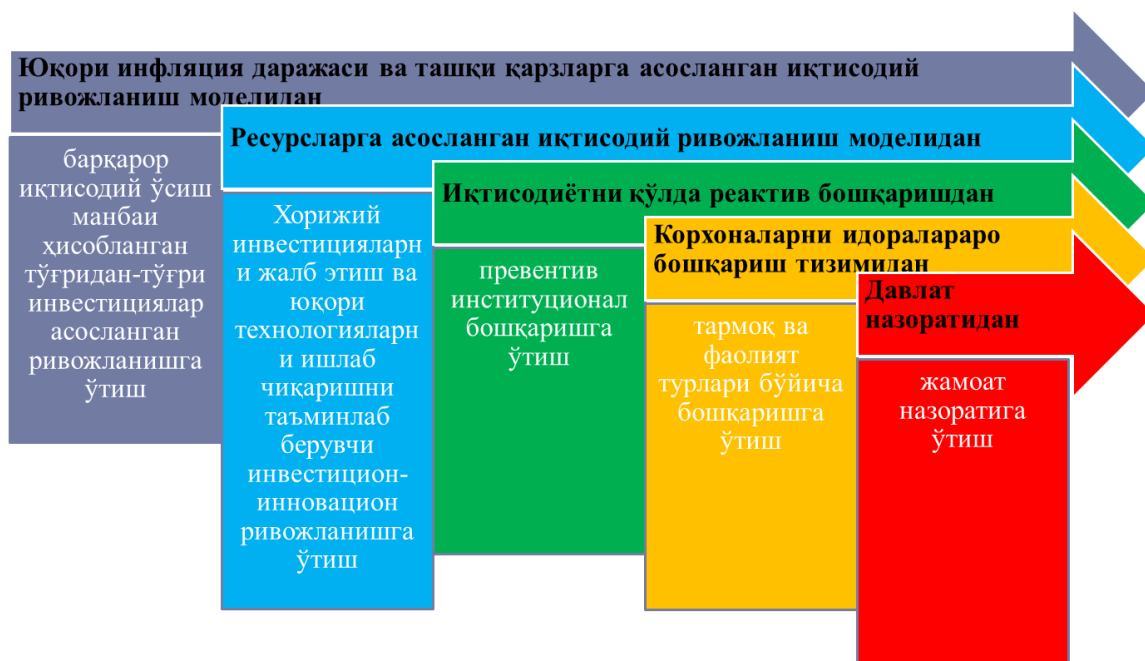 Юқори инфляция даражаси ва ташқи қарзларга асосланган иқтисодий
ривожланиш моделидан
барқарор
иқтисодий ўсиш
манбаи
ҳисобланган
тўғридан-тўғри
инвестициялар
асосланган
ривожланишга
ўтиш
Ресурсларга асосланган иқтисодий ривожланиш моделидан
Хорижий
инвестицияларн
и жалб этиш ва
юқори
технологияларн
и ишлаб
чиқаришни
таъминлаб
берувчи
инвестицион-
инновацион
ривожланишга
ўтиш
Иқтисодиётни қўлда реактив бошқаришдан
превентив
институционал
бошқаришга
ўтиш
Корхоналарни идоралараро
бошқариш тизимидан
тармоқ ва
фаолият
турлари бўйича
бошқаришга
ўтиш
Давлат
назоратидан
жамоат
назоратига
ўтиш